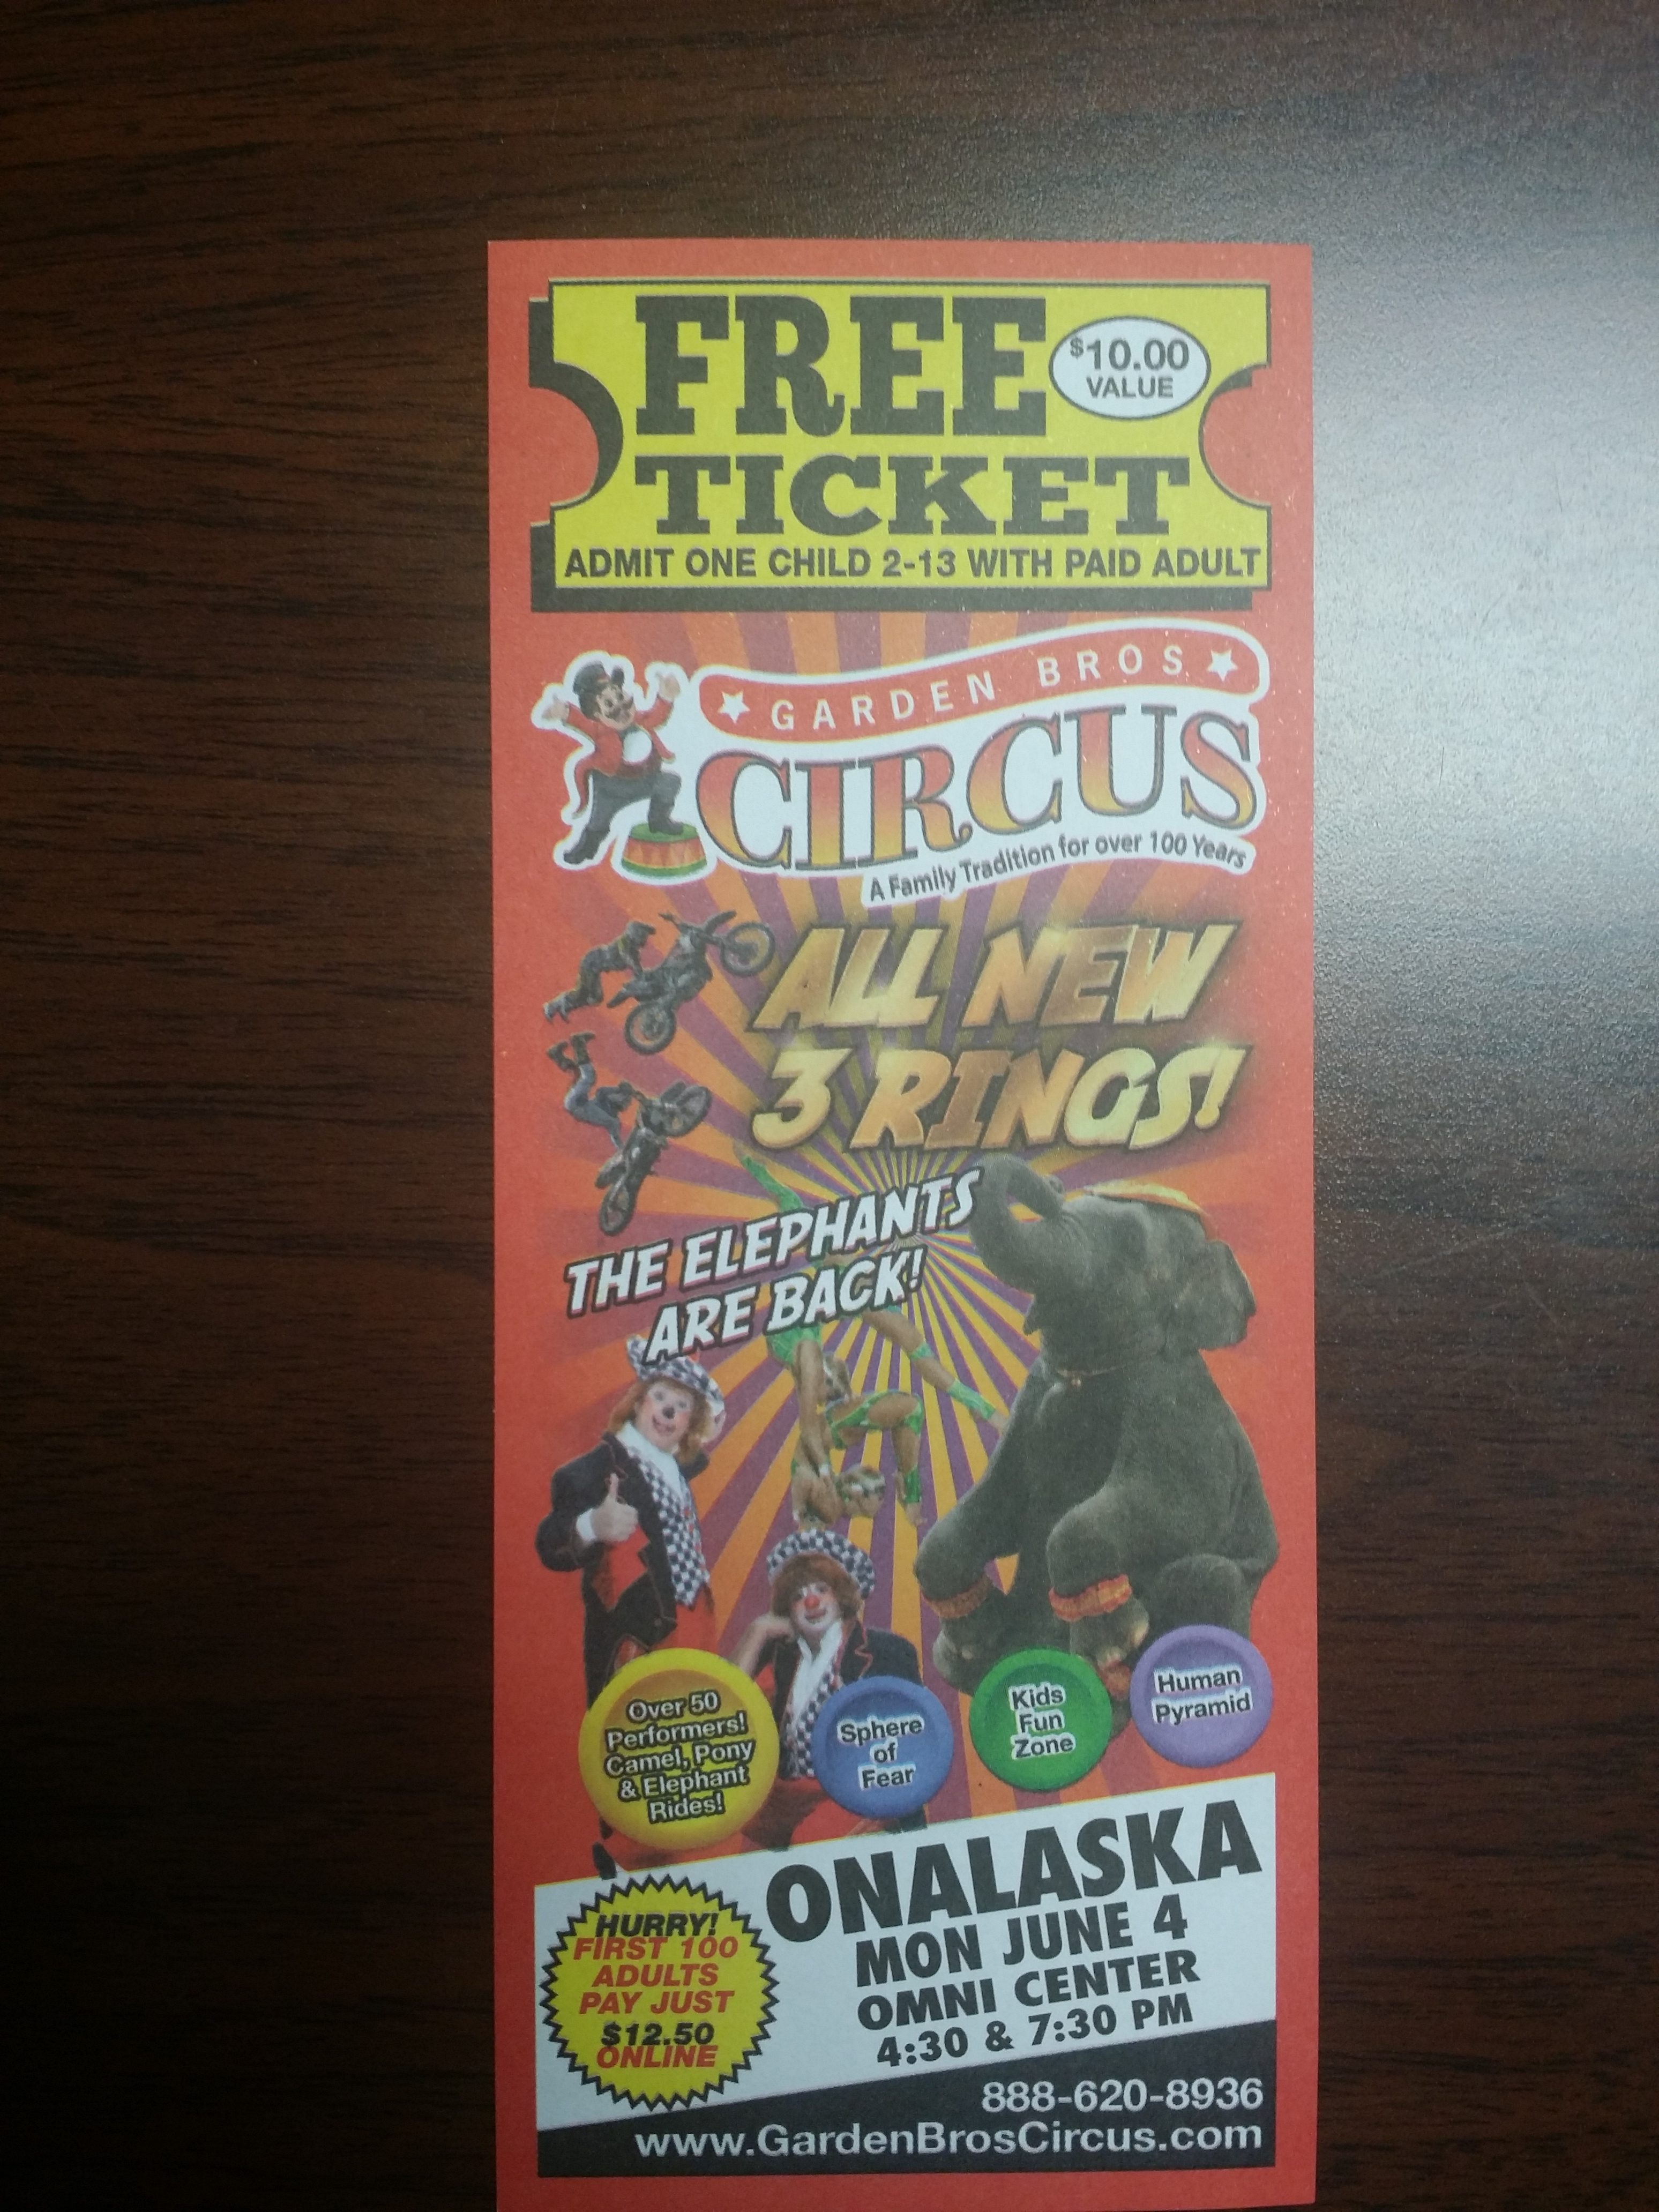 FREE
$10.00
VALUE
TICKET
ADMIT ONE CHILD 2-13 WITH PAID ADULT
GARDEN BROS
CIRCUS
A Family Tradition for over 100 Years
ALL NEW
3 RINGS!
THE ELEPHANTS
ARE BACK!
Over 50
Performers!
Camel, Pony
& Elephant
Rides!
Sphere
of
Fear
Kids
Fun
Zone
Human
Pyramid
HURRY!
FIRST 100
ADULTS
PAY JUST
$12.50
ONLINE
ONALASKA
MON JUNE 4
OMNI CENTER
4:30 & 7:30 PM
888-620-8936
www.GardenBrosCircus.com